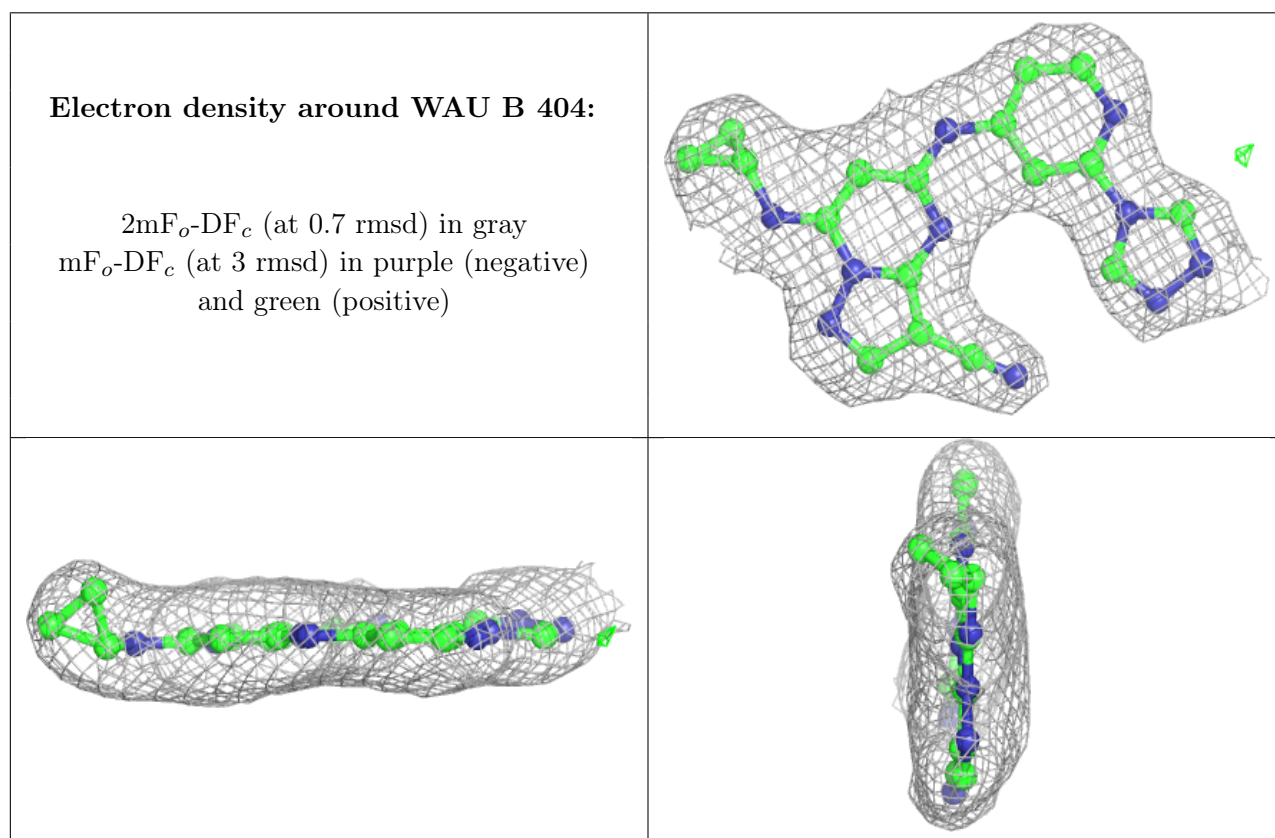 Electron density around WAU B 404:
2mFo-DFc (at 0.7 rmsd) in gray
mFo-DFc (at 3 rmsd) in purple (negative)
and green (positive)